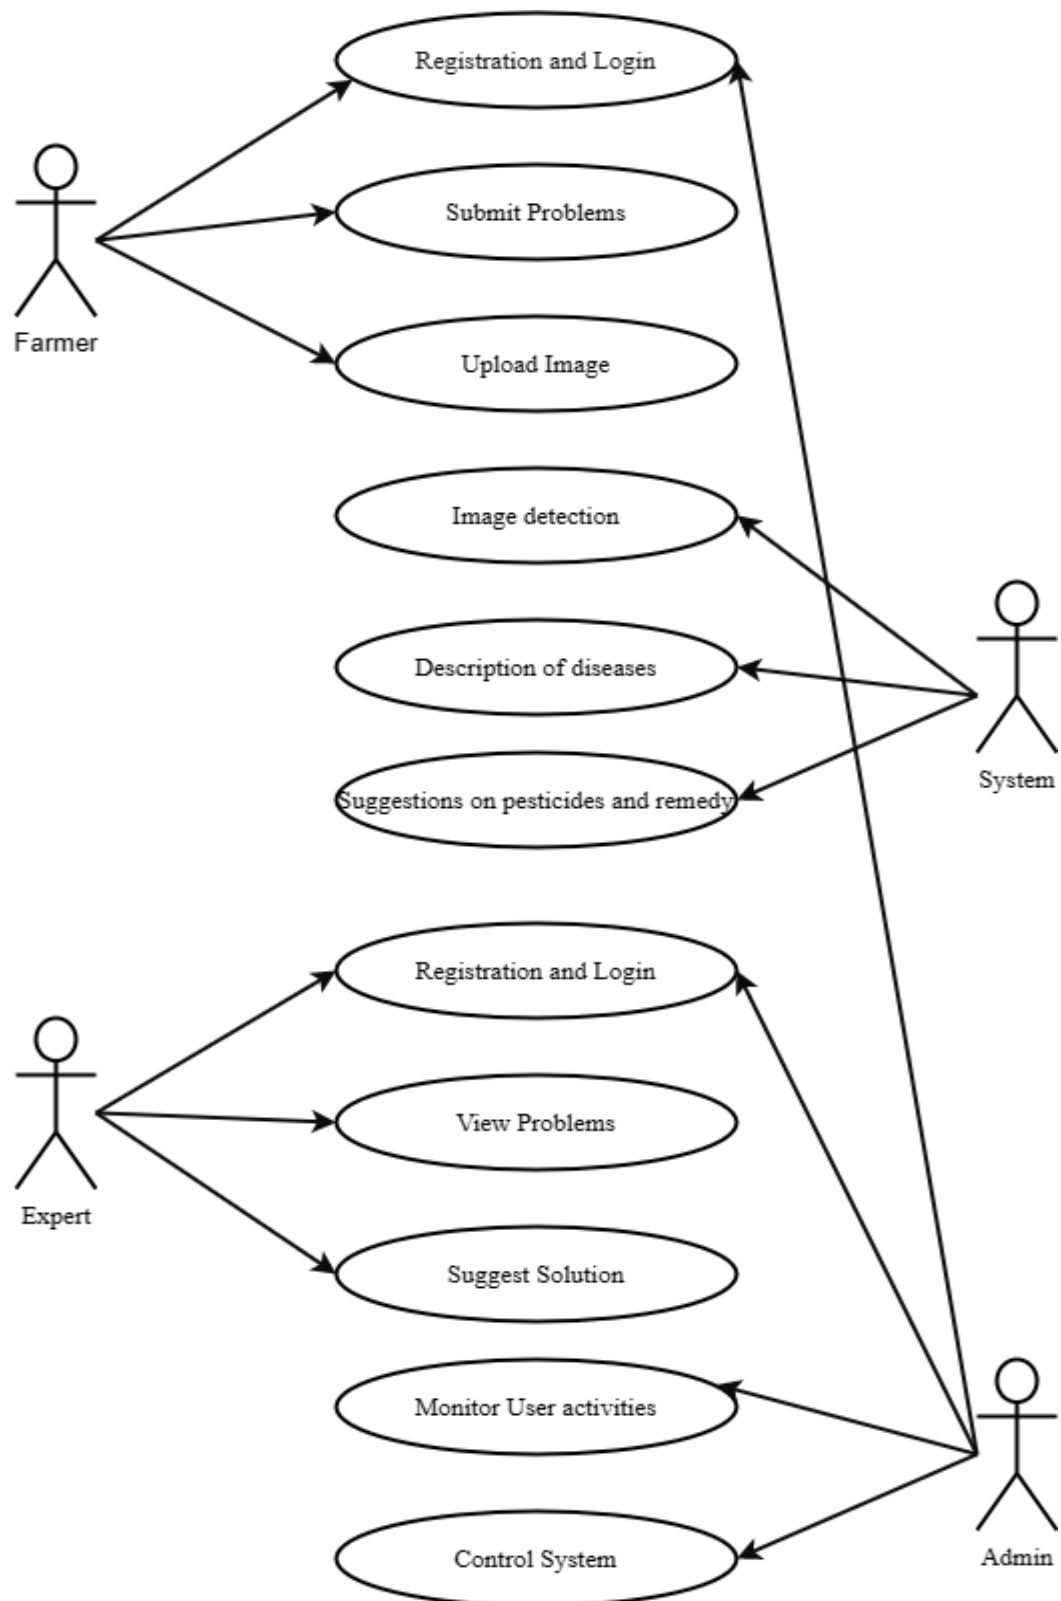 Registration and Login
Submit Problems
Farmer
Upload Image
Image detection
Description of diseases
System
Suggestions on pesticides and remedy
Registration and Login
View Problems
Expert
Suggest Solution
Monitor User activities
Control System
Admin